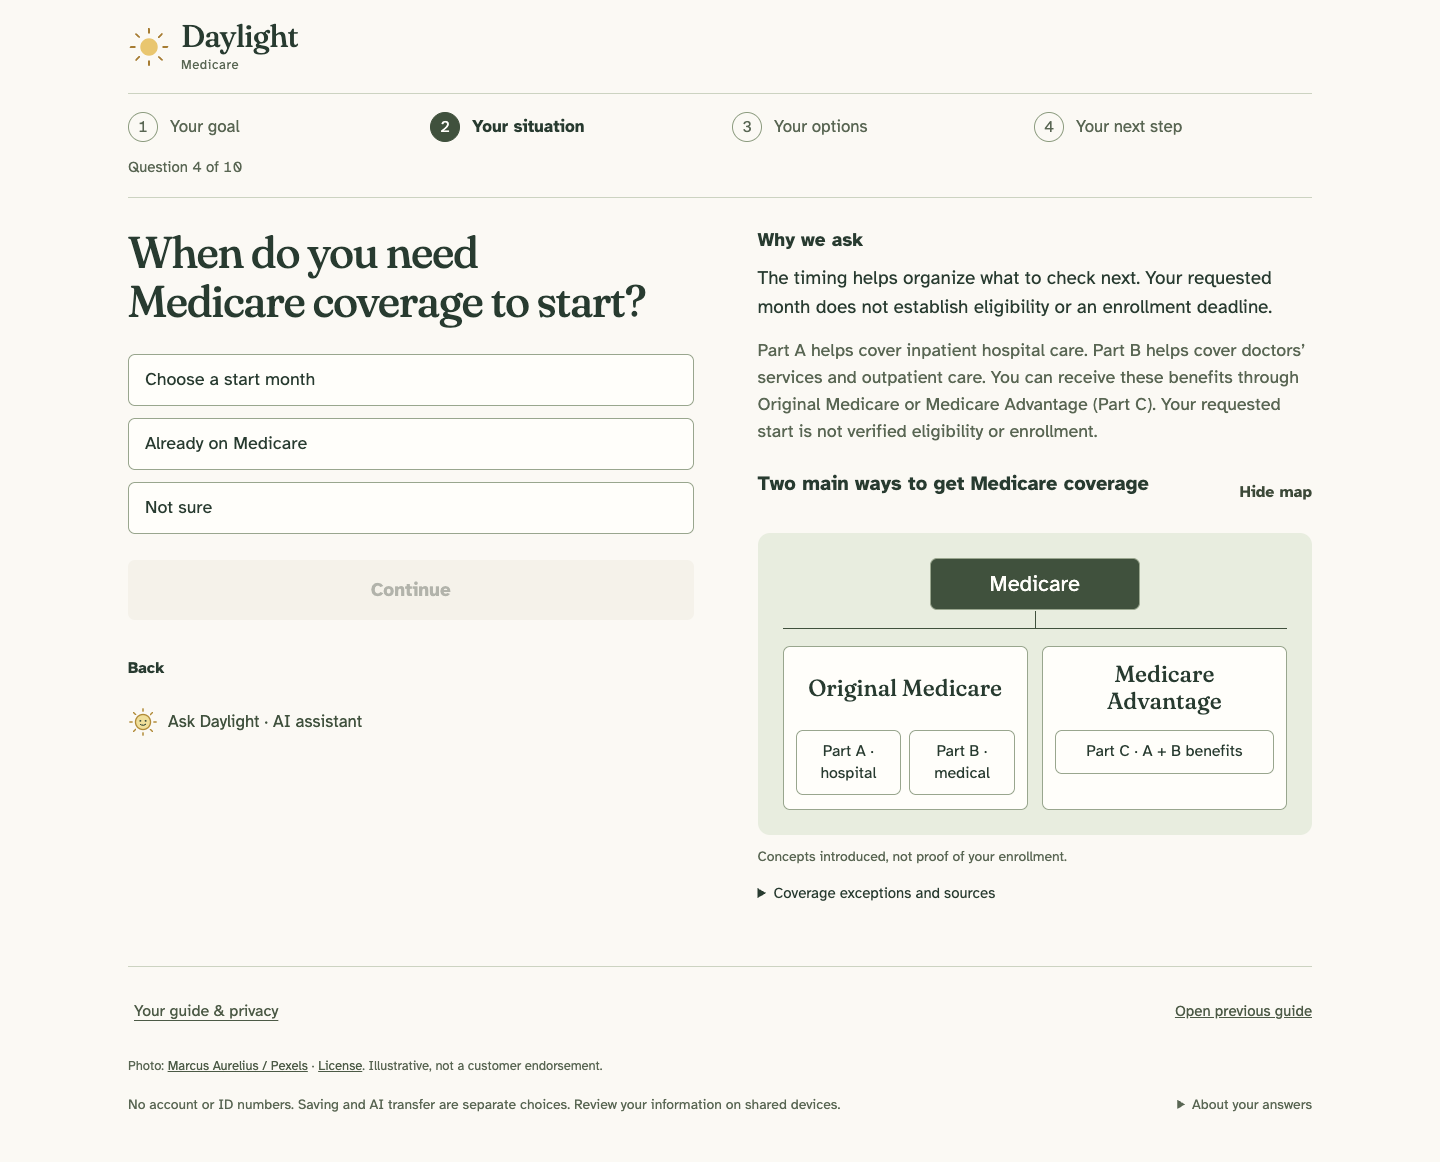 Daylight
Medicare
1 Your goal
2 Your situation
3 Your options
4 Your next step
Question 4 of 10
When do you need
Medicare coverage to start?
Choose a start month
Already on Medicare
Not sure
Continue
Back
Ask Daylight · AI assistant
Why we ask
The timing helps organize what to check next. Your requested
month does not establish eligibility or an enrollment deadline.
Part A helps cover inpatient hospital care. Part B helps cover doctors’
services and outpatient care. You can receive these benefits through
Original Medicare or Medicare Advantage (Part C). Your requested
start is not verified eligibility or enrollment.
Two main ways to get Medicare coverage
Hide map
Medicare
Original Medicare
Part A ·
hospital
Part B ·
medical
Medicare
Advantage
Part C · A + B benefits
Concepts introduced, not proof of your enrollment.
Coverage exceptions and sources
Your guide & privacy
Open previous guide
Photo: Marcus Aurelius / Pexels · License. Illustrative, not a customer endorsement.
No account or ID numbers. Saving and AI transfer are separate choices. Review your information on shared devices.
About your answers